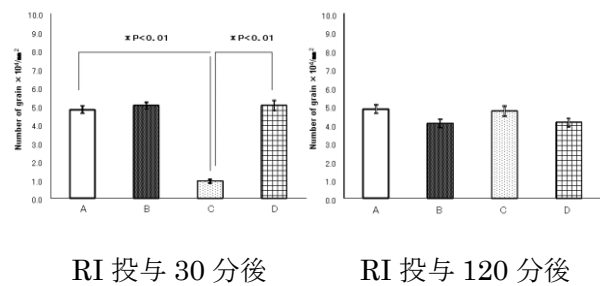 Number of grain × 10⁴/㎟
10.0
9.0
8.0
7.0
6.0
5.0
4.0
3.0
2.0
1.0
0.0
* P<0.01
* P<0.01
A B C D
Number of grain × 10⁴/㎟
10.0
9.0
8.0
7.0
6.0
5.0
4.0
3.0
2.0
1.0
0.0
A B C D
RI 投与 30 分後
RI 投与 120 分後